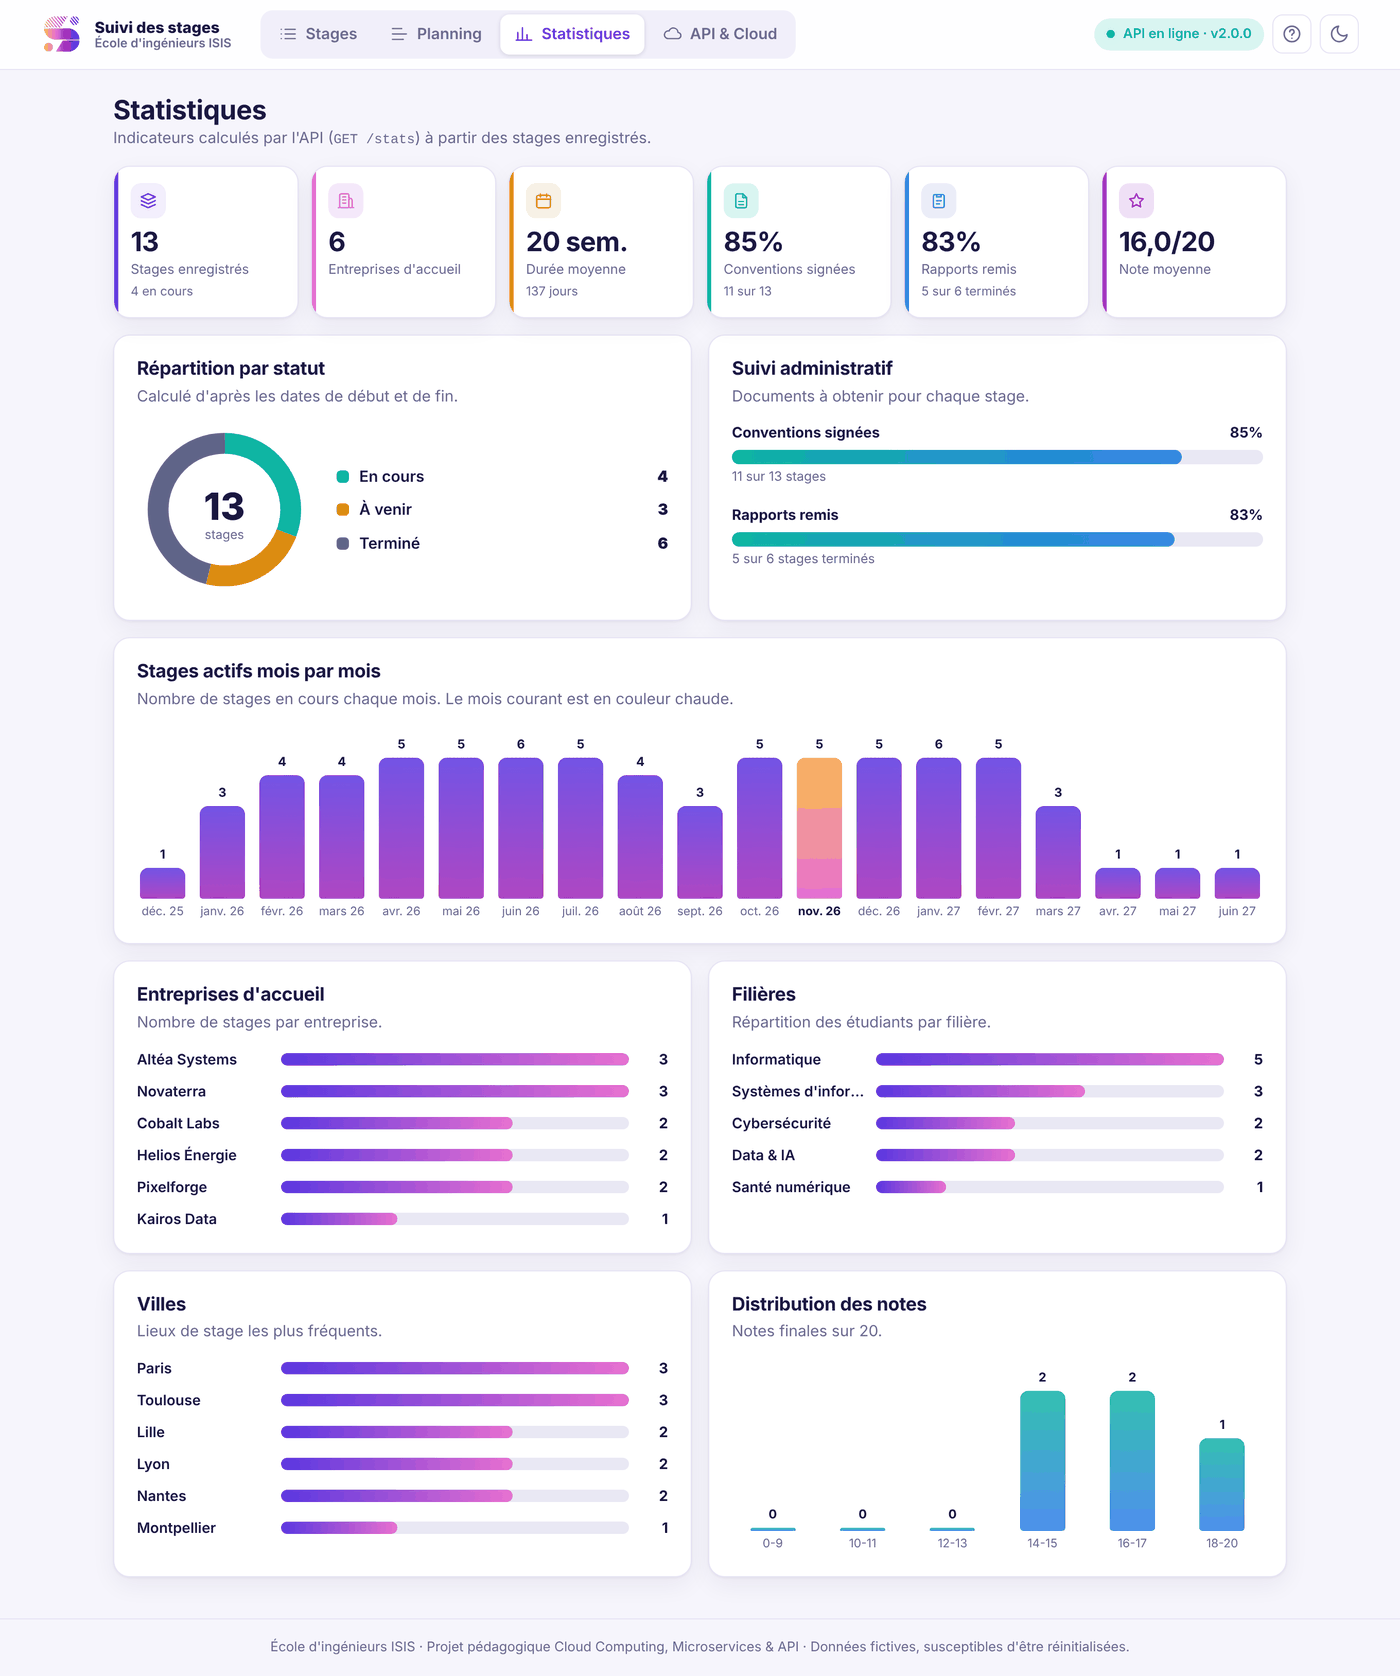 Suivi des stages
École d'ingénieurs ISIS
Stages
Planning
Statistiques
API & Cloud
API en ligne · v2.0.0
Statistiques
Indicateurs calculés par l'API (GET /stats) à partir des stages enregistrés.
13
Stages enregistrés
4 en cours
6
Entreprises d'accueil
20 sem.
Durée moyenne
137 jours
85%
Conventions signées
11 sur 13
83%
Rapports remis
5 sur 6 terminés
16,0/20
Note moyenne
Répartition par statut
Calculé d'après les dates de début et de fin.
13
stages
En cours 4
À venir 3
Terminé 6
Suivi administratif
Documents à obtenir pour chaque stage.
Conventions signées 85%
11 sur 13 stages
Rapports remis 83%
5 sur 6 stages terminés
Stages actifs mois par mois
Nombre de stages en cours chaque mois. Le mois courant est en couleur chaude.
1 3 4 4 5 5 6 5 4 3 5 5 5 6 5 3 1 1 1
déc. 25 janv. 26 févr. 26 mars 26 avr. 26 mai 26 juin 26 juil. 26 août 26 sept. 26 oct. 26 nov. 26 déc. 26 janv. 27 févr. 27 mars 27 avr. 27 mai 27 juin 27
Entreprises d'accueil
Nombre de stages par entreprise.
Altéa Systems 3
Novaterra 3
Cobalt Labs 2
Helios Énergie 2
Pixelforge 2
Kairos Data 1
Filières
Répartition des étudiants par filière.
Informatique 5
Systèmes d'infor... 3
Cybersécurité 2
Data & IA 2
Santé numérique 1
Villes
Lieux de stage les plus fréquents.
Paris 3
Toulouse 3
Lille 2
Lyon 2
Nantes 2
Montpellier 1
Distribution des notes
Notes finales sur 20.
0 0 0 2 2 1
0-9 10-11 12-13 14-15 16-17 18-20
École d'ingénieurs ISIS · Projet pédagogique Cloud Computing, Microservices & API · Données fictives, susceptibles d'être réinitialisées.